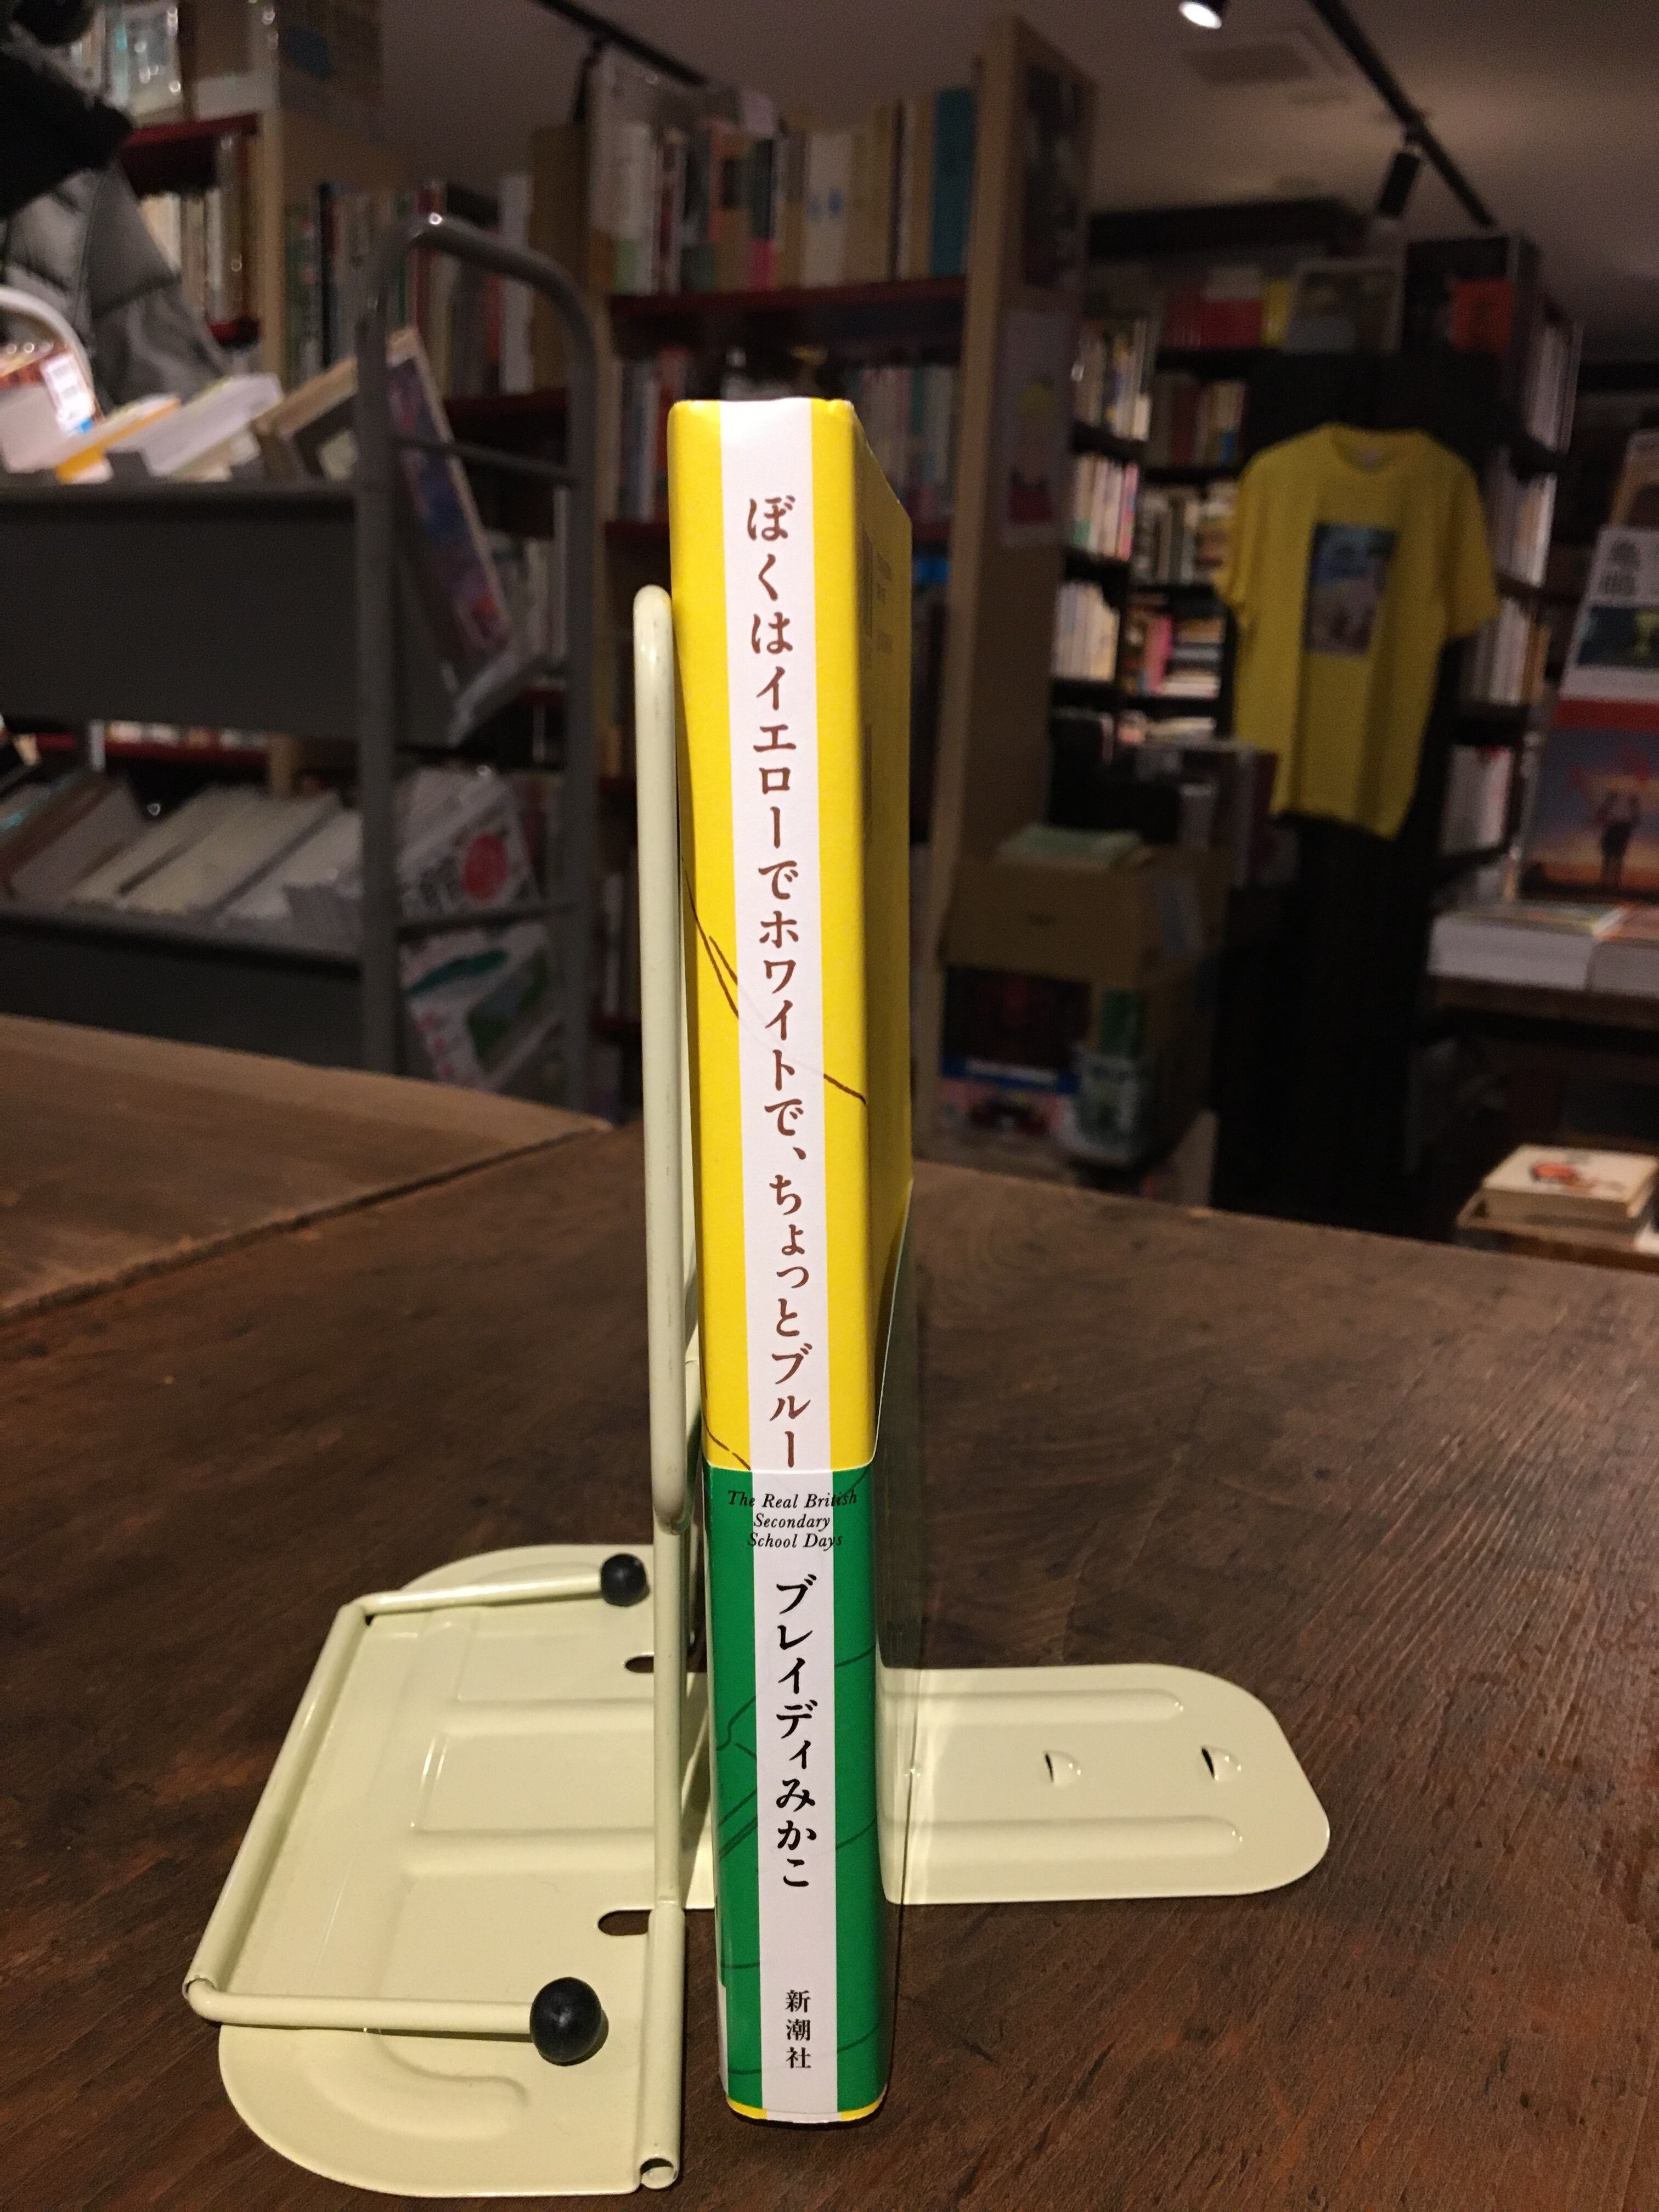 ぼくはイエローでホワイトで、ちょっとブルー
The Real British
Secondary
School Days
ブレイディみかこ
新潮社